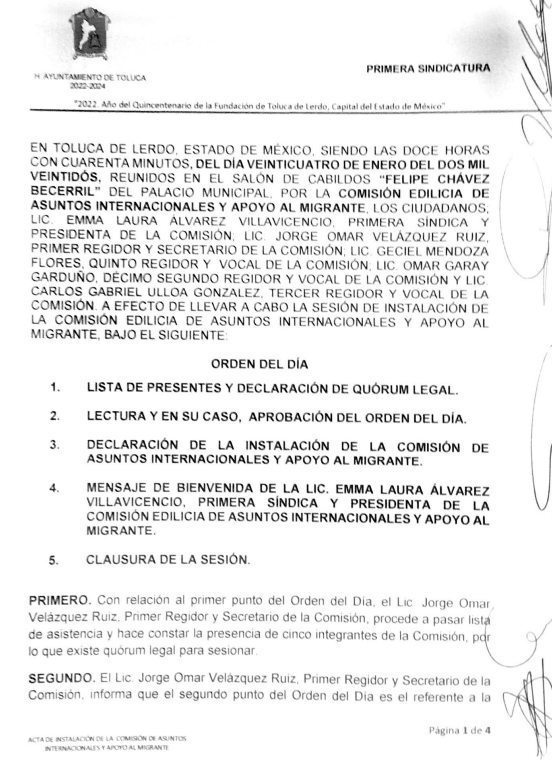 H. AYUNTAMIENTO DE TOLUCA
2022-2024
PRIMERA SINDICATURA
"2022. Año del Quincentenario de la Fundación de Toluca de Lerdo, Capital del Estado de México"
EN TOLUCA DE LERDO, ESTADO DE MÉXICO, SIENDO LAS DOCE HORAS
CON CUARENTA MINUTOS, DEL DÍA VEINTICUATRO DE ENERO DEL DOS MIL
VEINTIDÓS, REUNIDOS EN EL SALÓN DE CABILDOS "FELIPE CHÁVEZ
BECERRIL" DEL PALACIO MUNICIPAL, POR LA COMISIÓN EDILICIA DE
ASUNTOS INTERNACIONALES Y APOYO AL MIGRANTE, LOS CIUDADANOS;
LIC. EMMA LAURA ÁLVAREZ VILLAVICENCIO, PRIMERA SÍNDICA Y
PRESIDENTA DE LA COMISIÓN; LIC. JORGE OMAR VELÁZQUEZ RUIZ,
PRIMER REGIDOR Y SECRETARIO DE LA COMISIÓN; LIC. GECIEL MENDOZA
FLORES, QUINTO REGIDOR Y VOCAL DE LA COMISIÓN; LIC. OMAR GARAY
GARDUÑO, DÉCIMO SEGUNDO REGIDOR Y VOCAL DE LA COMISIÓN Y LIC.
CARLOS GABRIEL ULLOA GONZALEZ, TERCER REGIDOR Y VOCAL DE LA
COMISIÓN. A EFECTO DE LLEVAR A CABO LA SESIÓN DE INSTALACIÓN DE
LA COMISIÓN EDILICIA DE ASUNTOS INTERNACIONALES Y APOYO AL
MIGRANTE, BAJO EL SIGUIENTE:
ORDEN DEL DÍA
1. LISTA DE PRESENTES Y DECLARACIÓN DE QUÓRUM LEGAL.
2. LECTURA Y EN SU CASO, APROBACIÓN DEL ORDEN DEL DÍA.
3. DECLARACIÓN DE LA INSTALACIÓN DE LA COMISIÓN DE
ASUNTOS INTERNACIONALES Y APOYO AL MIGRANTE.
4. MENSAJE DE BIENVENIDA DE LA LIC. EMMA LAURA ÁLVAREZ
VILLAVICENCIO, PRIMERA SÍNDICA Y PRESIDENTA DE LA
COMISIÓN EDILICIA DE ASUNTOS INTERNACIONALES Y APOYO AL
MIGRANTE.
5. CLAUSURA DE LA SESIÓN.
PRIMERO. Con relación al primer punto del Orden del Día, el Lic Jorge Omar
Velázquez Ruiz, Primer Regidor y Secretario de la Comisión, procede a pasar lista
de asistencia y hace constar la presencia de cinco integrantes de la Comisión, por
lo que existe quórum legal para sesionar.
SEGUNDO. El Lic. Jorge Omar Velázquez Ruiz, Primer Regidor y Secretario de la
Comisión, informa que el segundo punto del Orden del Día es el referente a la
Página 1 de 4
ACTA DE INSTALACIÓN DE LA COMISIÓN DE ASUNTOS
INTERNACIONALES Y APOYO AL MIGRANTE